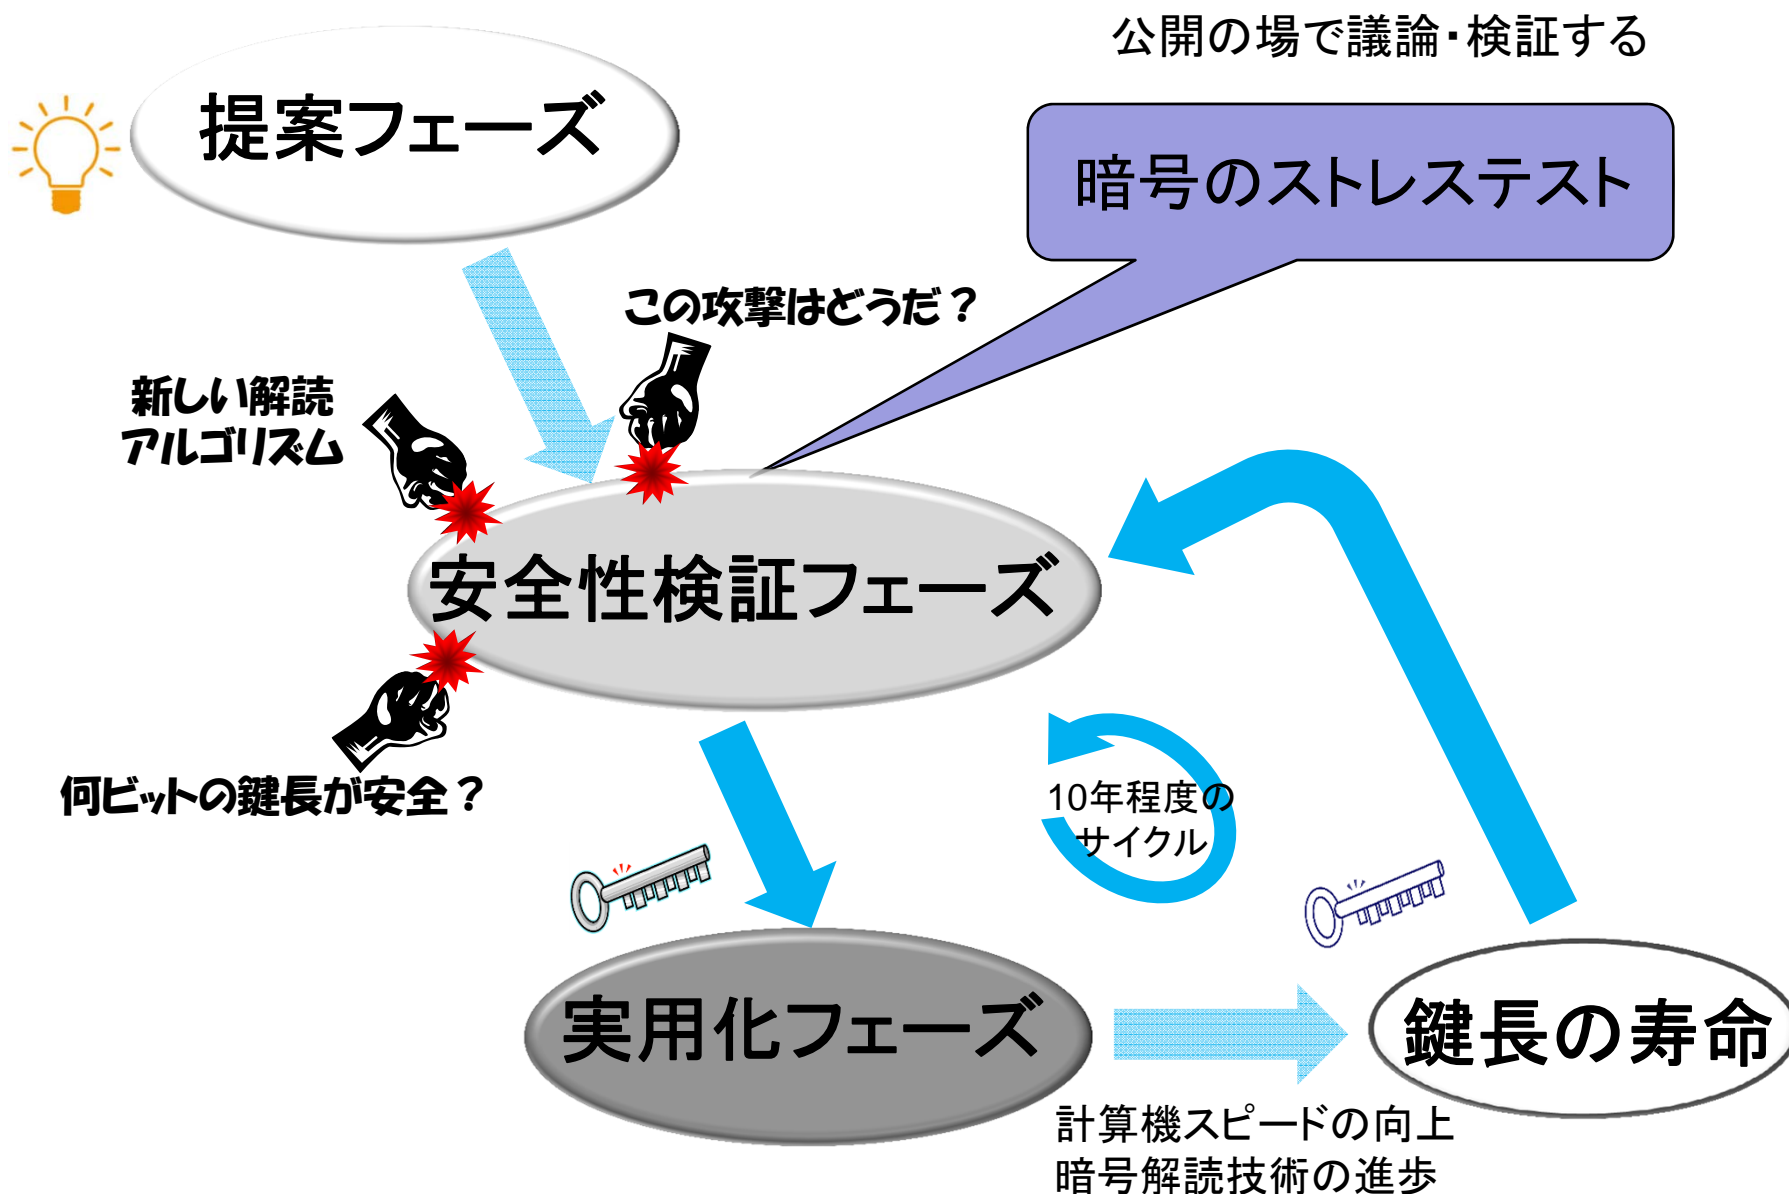 公開の場で議論・検証する
提案フェーズ
暗号のストレステスト
この攻撃はどうだ？
新しい解読
アルゴリズム
安全性検証フェーズ
何ビットの鍵長が安全？
10年程度の
サイクル
実用化フェーズ
鍵長の寿命
計算機スピードの向上
暗号解読技術の進歩